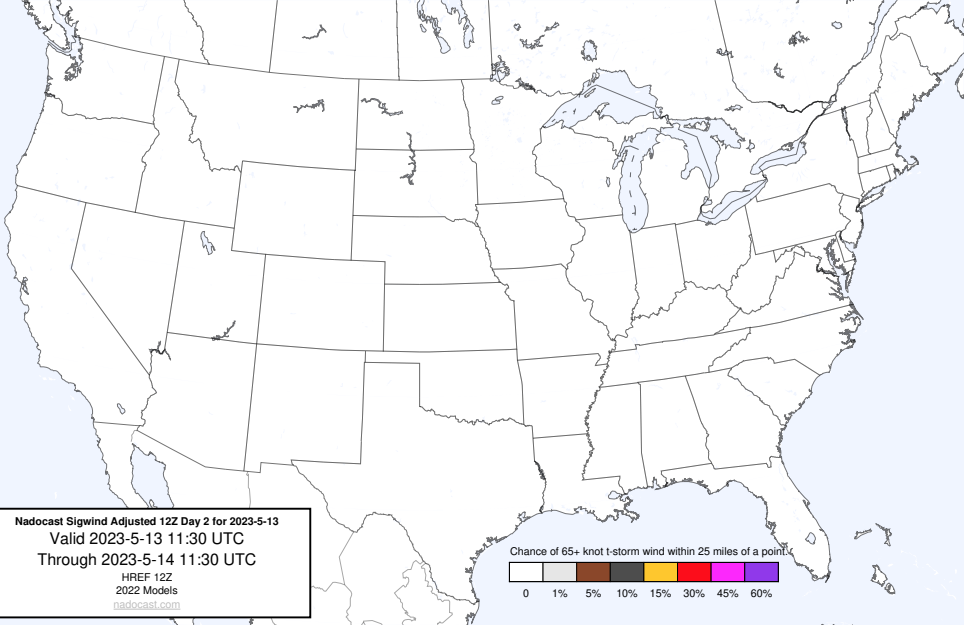 Nadocast Sigwind Adjusted 12Z Day 2 for 2023-5-13
Valid 2023-5-13 11:30 UTC
Through 2023-5-14 11:30 UTC
HREF 12Z
2022 Models
nadocast.com
Chance of 65+ knot t-storm wind within 25 miles of a point.
0 1% 5% 10% 15% 30% 45% 60%